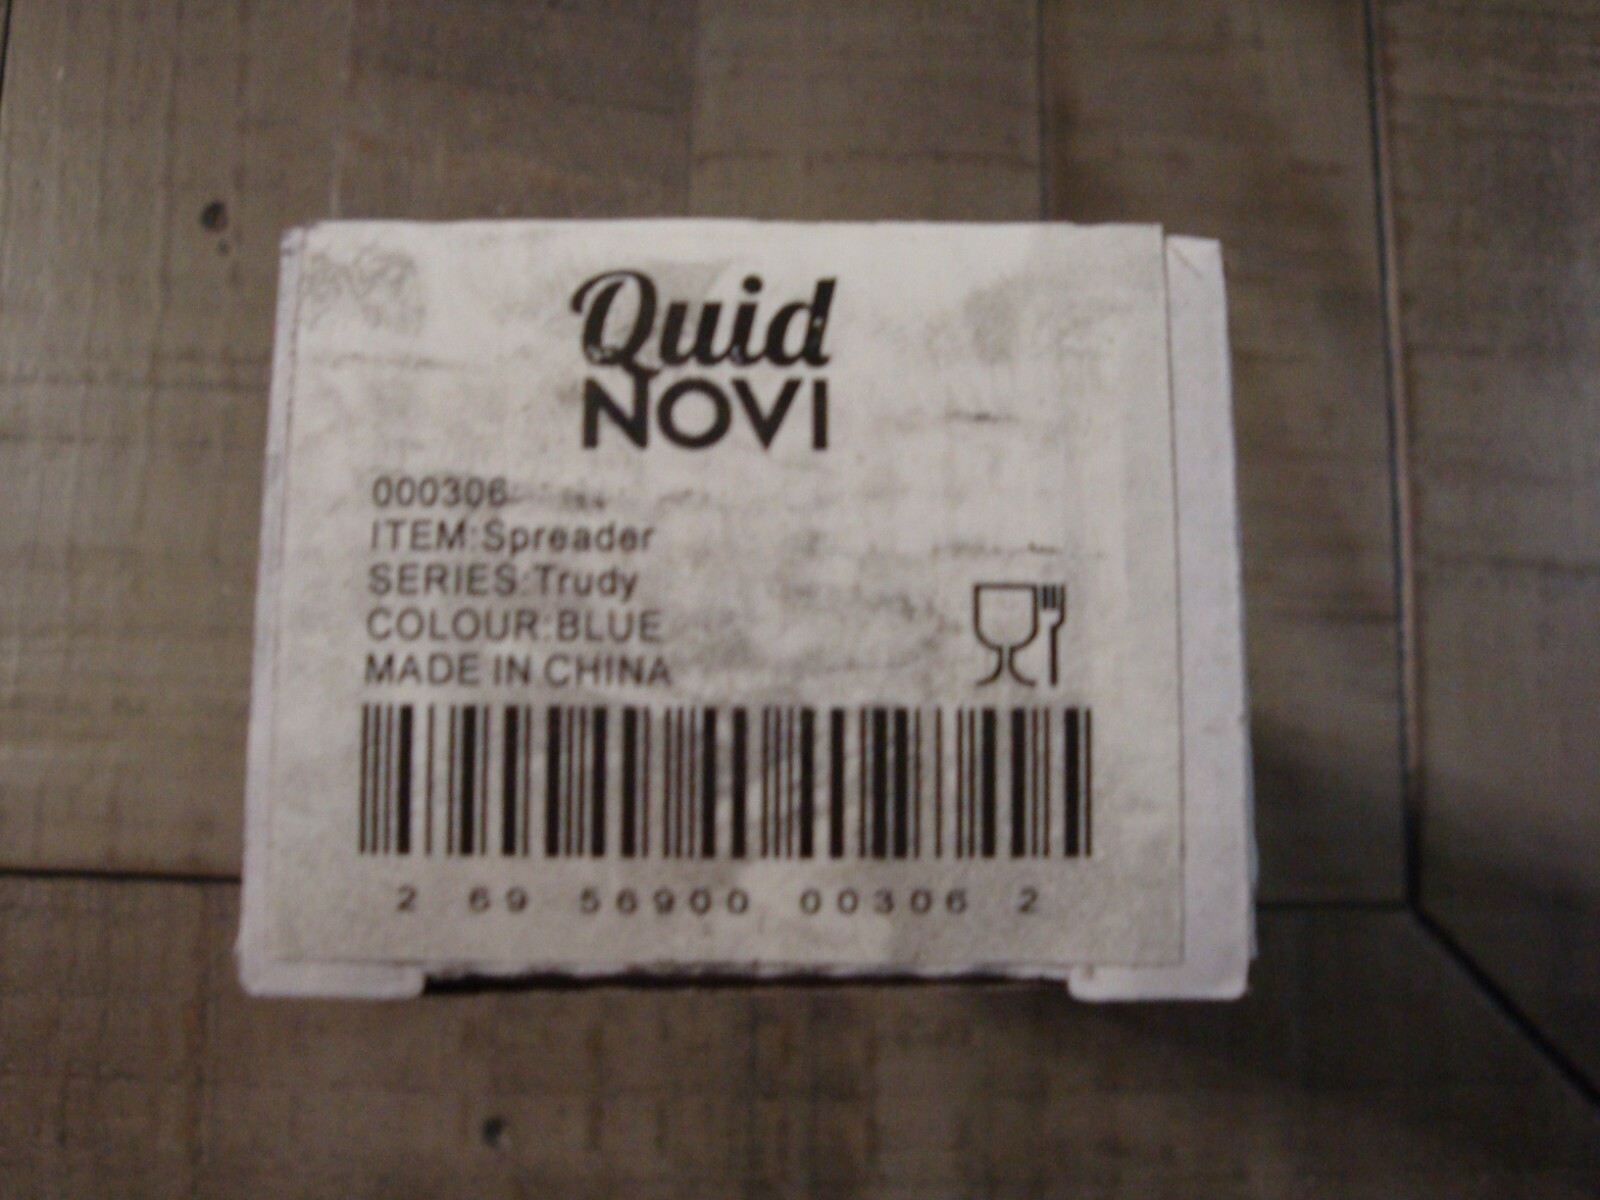 Quid
NOVI
000306
ITEM:Spreader
SERIES:Trudy
COLOUR:BLUE
MADE IN CHINA
2 69 56900 00306 2